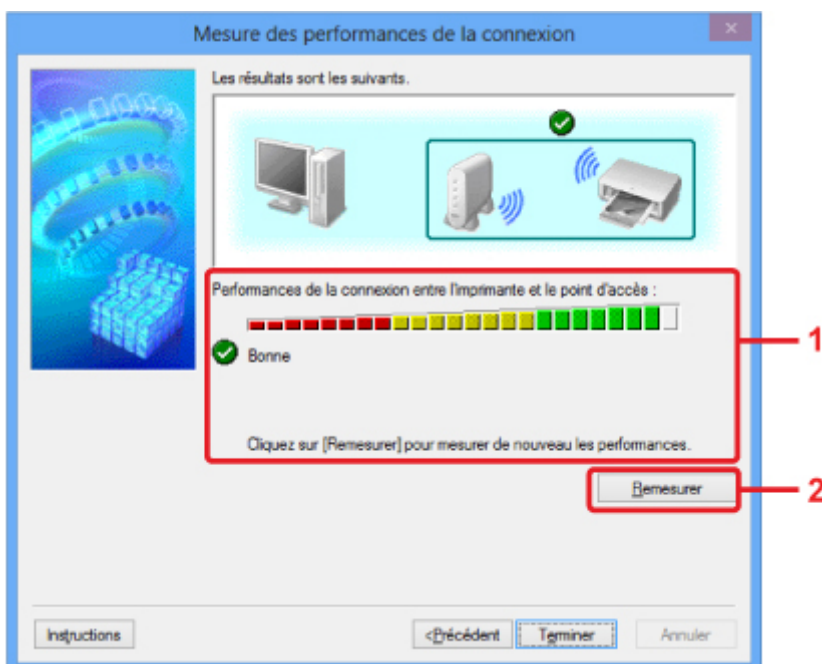 Mesure des performances de la connexion
Les résultats sont les suivants.
Performances de la connexion entre l'imprimante et le point d'accès :
1
Bonne
Cliquez sur [Remesurer] pour mesurer de nouveau les performances.
Remesurer
2
Instructions
<Précédent
Terminer
Annuler